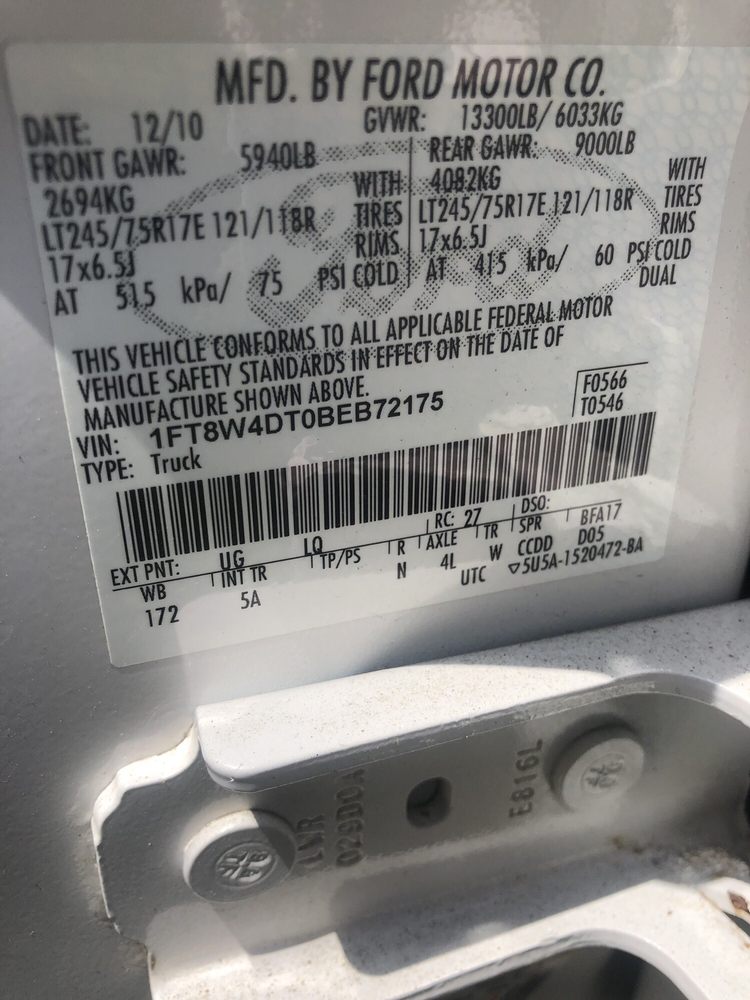 MFD. BY FORD MOTOR CO.
DATE: 12/10 GVWR: 13300LB/ 6033KG
FRONT GAWR: 5940LB REAR GAWR: 9000LB
2694KG WITH 4082KG WITH
LT245/75R17E 121/118R TIRES LT245/75R17E 121/118R TIRES
17x6.5J RIMS 17x6.5J RIMS
AT 515 kPa/ 75 PSI COLD AT 415 kPa/ 60 PSI COLD
DUAL
THIS VEHICLE CONFORMS TO ALL APPLICABLE FEDERAL MOTOR
VEHICLE SAFETY STANDARDS IN EFFECT ON THE DATE OF
MANUFACTURE SHOWN ABOVE.
F0566
VIN: 1FT8W4DT0BEB72175 T0546
TYPE: Truck
EXT PNT: UG LQ RC: 27 DSO:
WB INT TR TP/PS R AXLE TR SPR BFA17
172 5A N 4L W CCDD D05
UTC ▽5U5A-1520472-BA
LWR
029D0A
E816L